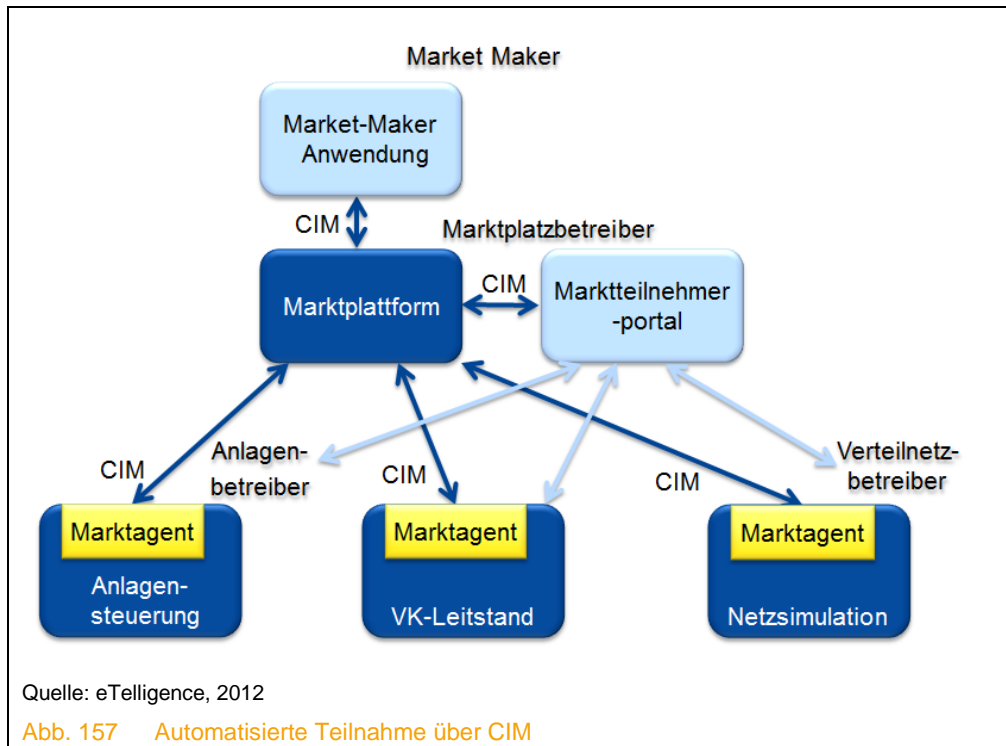 Market Maker
Market-Maker
Anwendung
CIM
Marktplatzbetreiber
Marktplattform
CIM
Marktteilnehmer
-portal
CIM
Anlagen-
betreiber
CIM
CIM
Verteilnetz-
betreiber
Marktagent
Anlagen-
steuerung
Marktagent
VK-Leitstand
Marktagent
Netzsimulation
Quelle: eTelligence, 2012
Abb. 157 Automatisierte Teilnahme über CIM